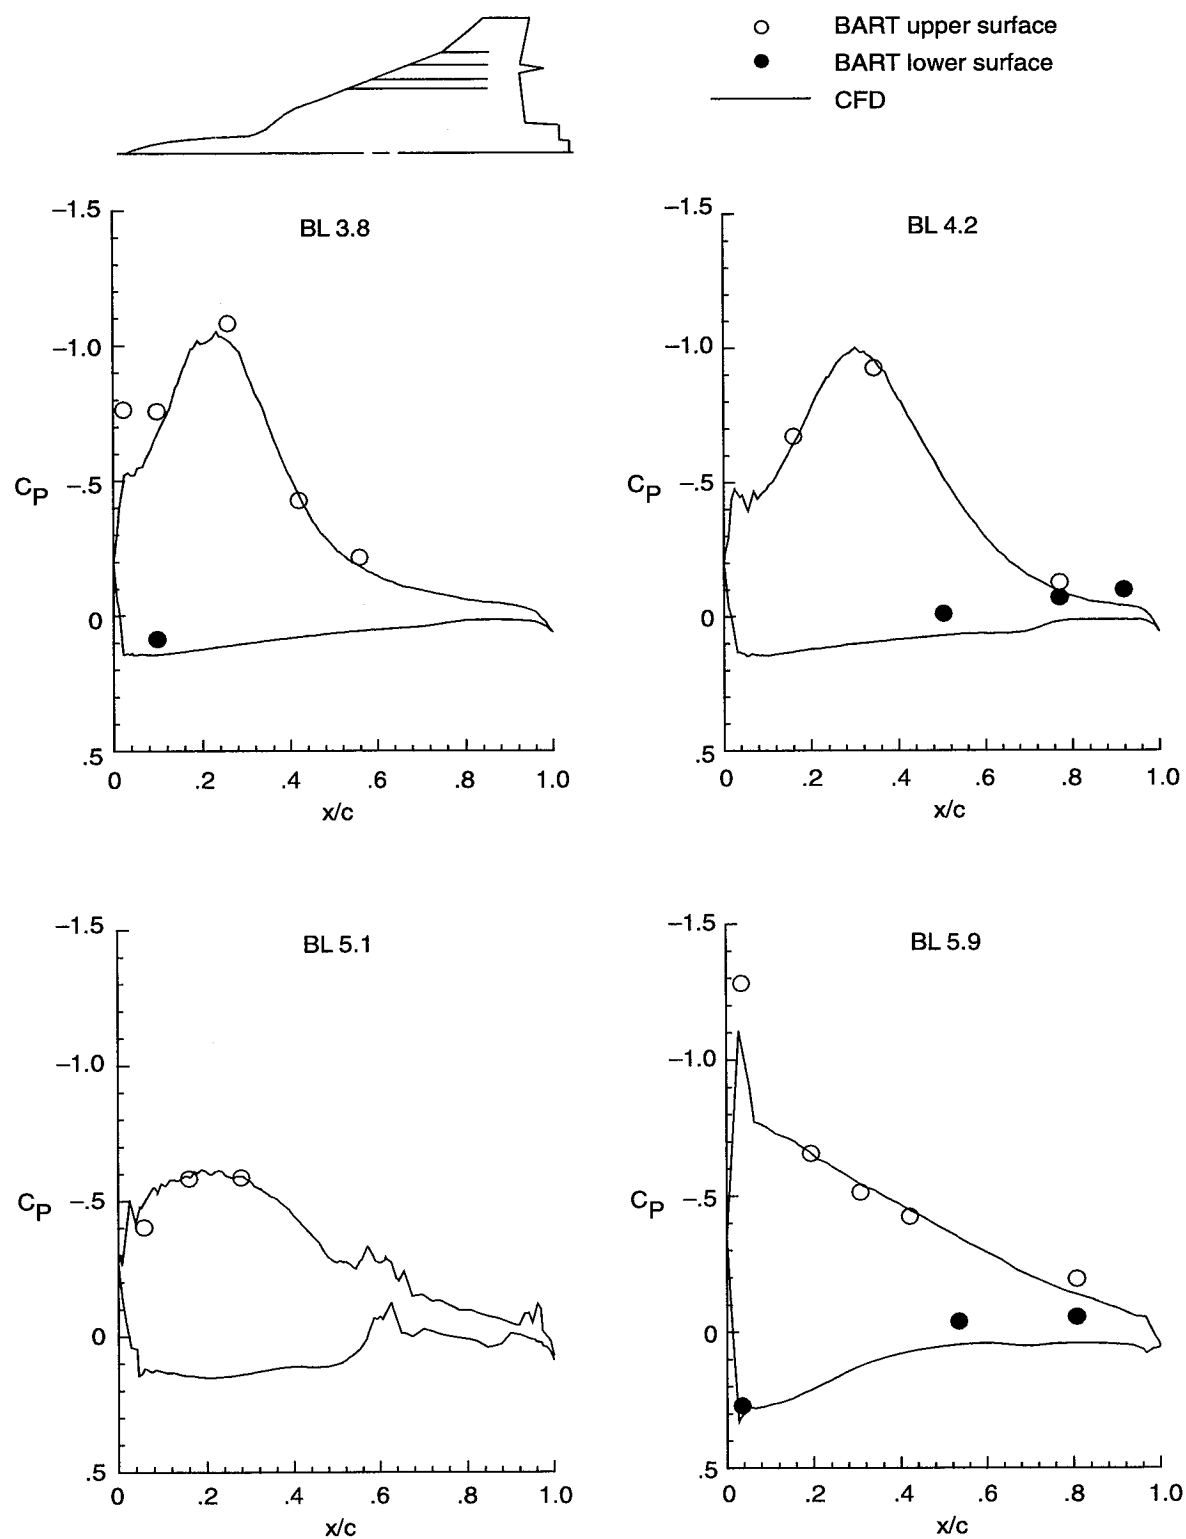 BART upper surface
BART lower surface
CFD
BL 3.8
−1.5
−1.0
CP −.5
0
.5
0 .2 .4 .6 .8 1.0
x/c
BL 4.2
−1.5
−1.0
CP −.5
0
.5
0 .2 .4 .6 .8 1.0
x/c
BL 5.1
−1.5
−1.0
CP −.5
0
.5
0 .2 .4 .6 .8 1.0
x/c
BL 5.9
−1.5
−1.0
CP −.5
0
.5
0 .2 .4 .6 .8 1.0
x/c